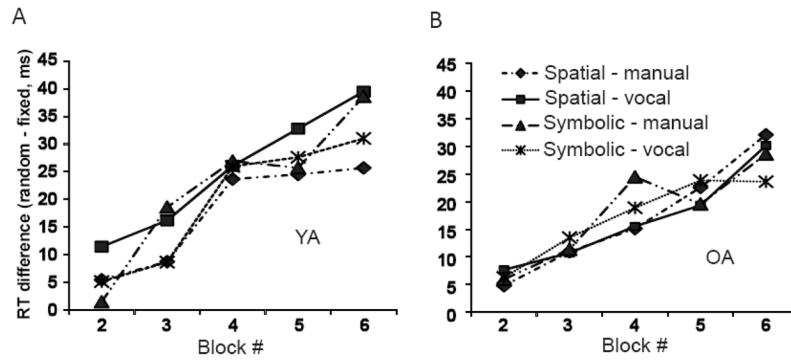 A
RT difference (random - fixed, ms)
45
40
35
30
25
20
15
10
5
0
YA
2 3 4 5 6
Block #
B
45
40
35
30
25
20
15
10
5
0
Spatial - manual
Spatial - vocal
Symbolic - manual
Symbolic - vocal
OA
2 3 4 5 6
Block #